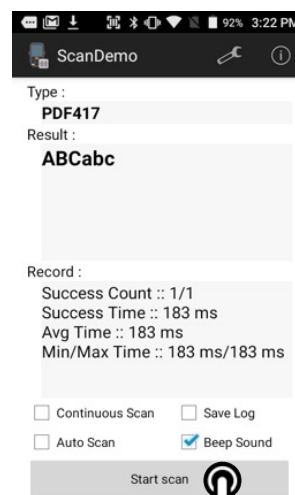 92% 3:22 PM
ScanDemo
Type :
PDF417
Result :
ABCabc
Record :
Success Count :: 1/1
Success Time :: 183 ms
Avg Time :: 183 ms
Min/Max Time :: 183 ms/183 ms
Continuous Scan Save Log
Auto Scan Beep Sound
Start scan